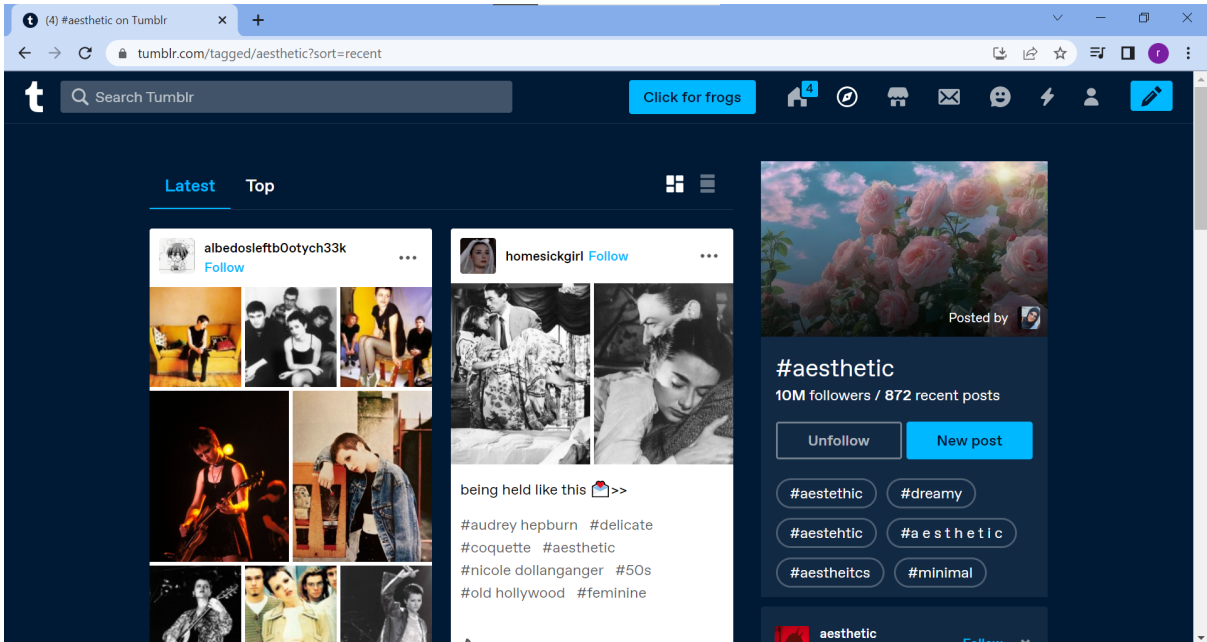 (4) #aesthetic on Tumblr
tumblr.com/tagged/aesthetic?sort=recent
r
t
Search Tumblr
Click for frogs
4
Latest
Top
albedosleftb0otych33k
Follow
homesickgirl Follow
being held like this >>
#audrey hepburn #delicate
#coquette #aesthetic
#nicole dollanganger #50s
#old hollywood #feminine
Posted by
#aesthetic
10M followers / 872 recent posts
Unfollow
New post
#aestethic
#dreamy
#aestehtic
#a e s t h e t i c
#aestheitcs
#minimal
aesthetic
Follow